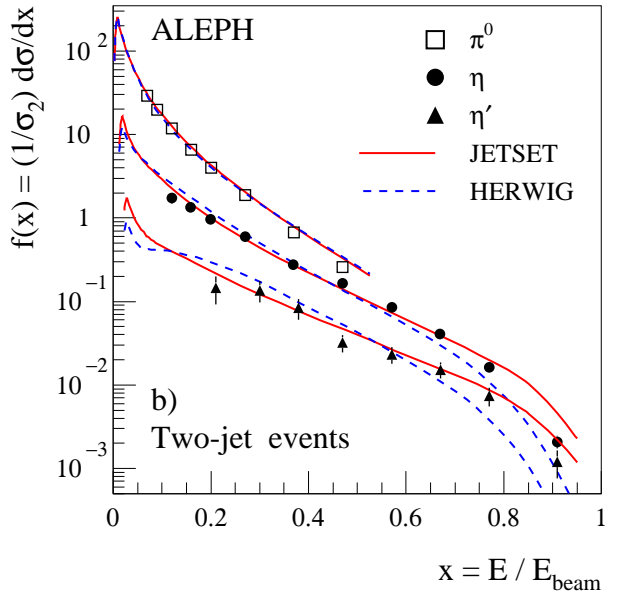 f(x) = (1/σ₂) dσ/dx
ALEPH
π⁰
η
η′
JETSET
HERWIG
10²
10
1
10⁻¹
10⁻²
10⁻³
b)
Two-jet events
0 0.2 0.4 0.6 0.8 1
x = E / E_beam